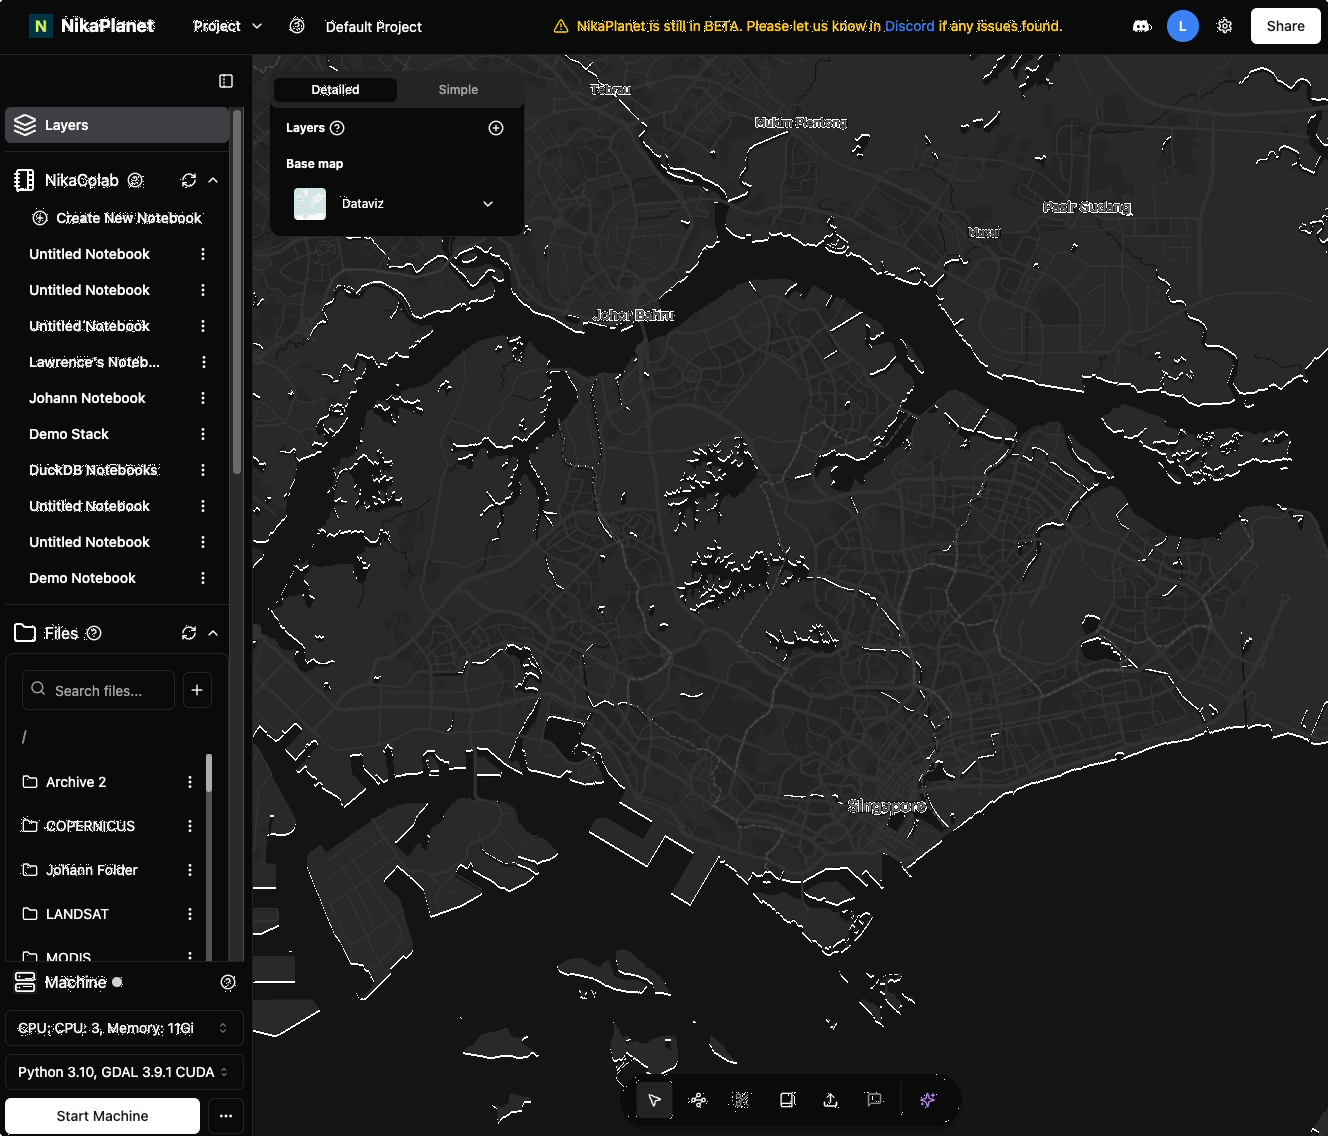 NikaPlanet
Project
Default Project
NikaPlanet is still in BETA. Please let us know in Discord if any issues found.
L
Share
Layers
NikaColab
Create New Notebook
Untitled Notebook
Untitled Notebook
Untitled Notebook
Lawrence's Noteb...
Johann Notebook
Demo Stack
DuckDB Notebooks
Untitled Notebook
Untitled Notebook
Demo Notebook
Files
Search files...
/
Archive 2
COPERNICUS
Johann Folder
LANDSAT
MODIS
Machine
CPU: CPU: 3, Memory: 11Gi
Python 3.10, GDAL 3.9.1 CUDA
Start Machine
Detailed
Simple
Layers
Base map
Dataviz
Tebrau
Mukim Plentong
Pasir Gudang
Johor Bahru
Singapore